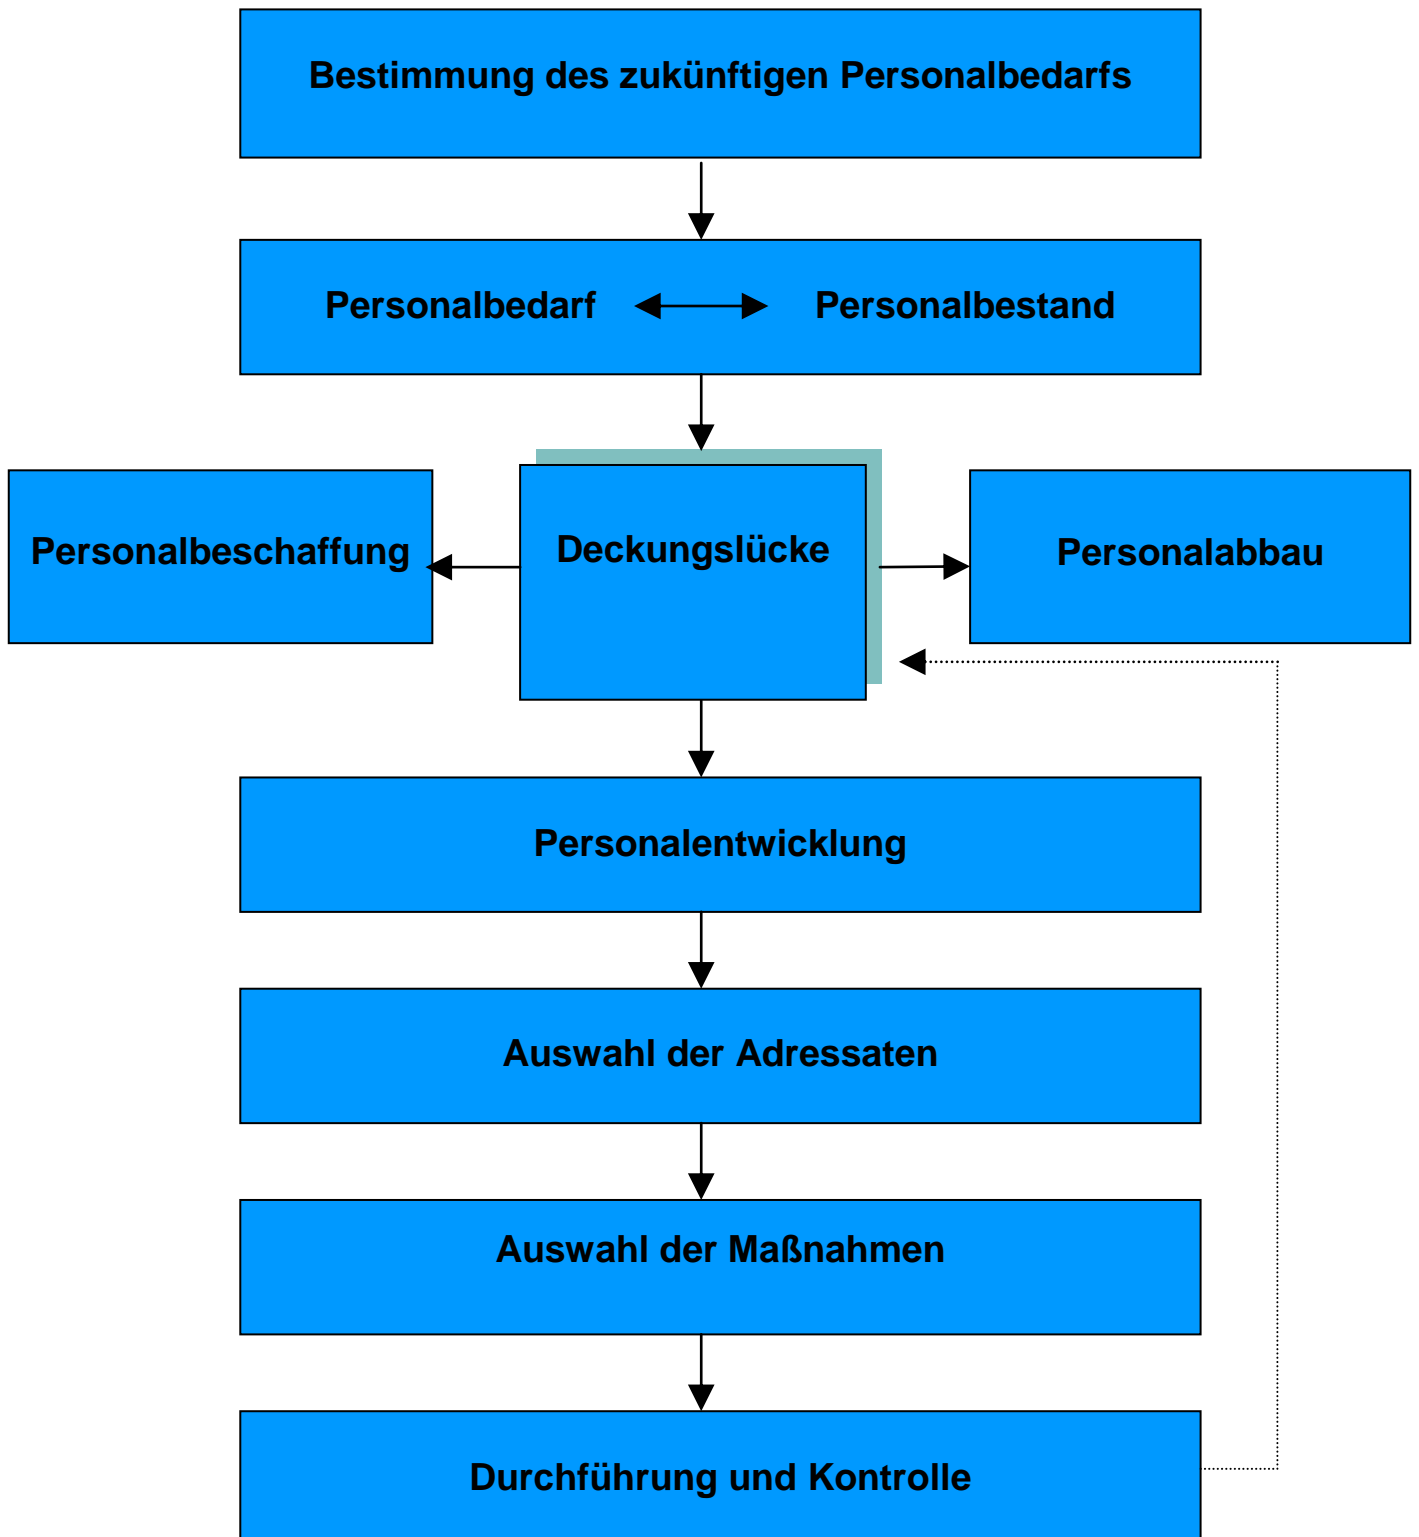 Bestimmung des zukünftigen Personalbedarfs
Personalbedarf Personalbestand
Personalbeschaffung Deckungslücke Personalabbau
Personalentwicklung
Auswahl der Adressaten
Auswahl der Maßnahmen
Durchführung und Kontrolle